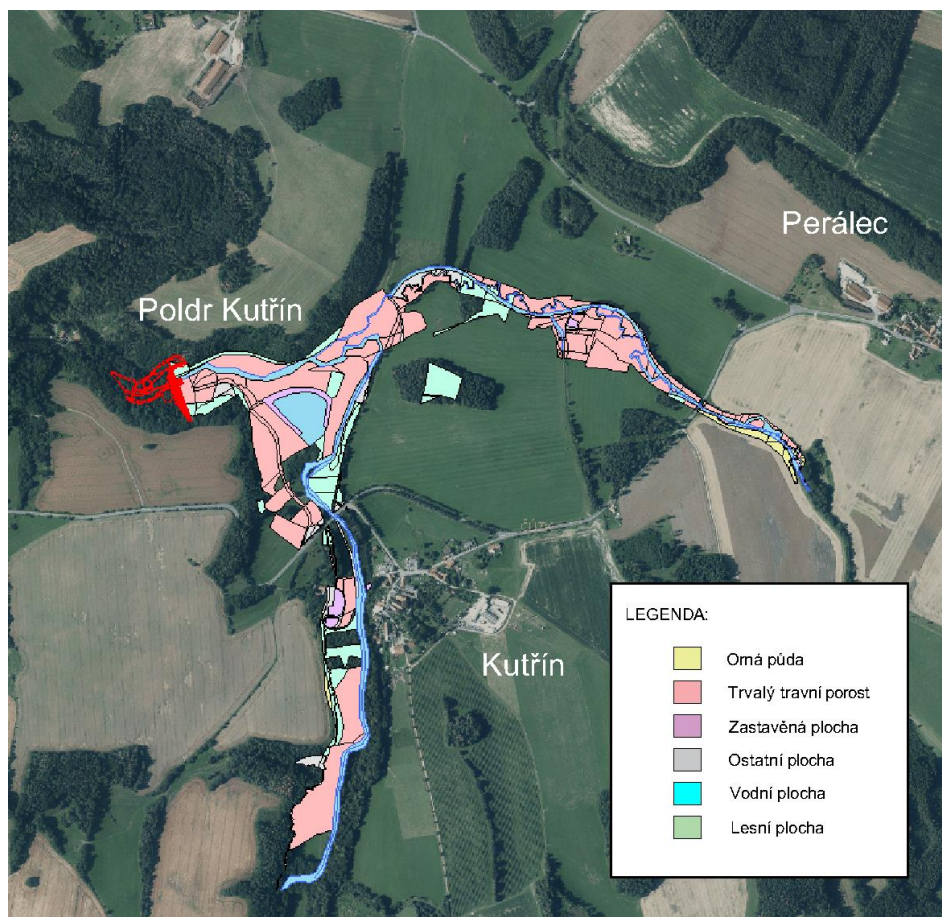 Perálec
Poldr Kutřín
Kutřín
LEGENDA:
Orná půda
Trvalý travní porost
Zastavěná plocha
Ostatní plocha
Vodní plocha
Lesní plocha